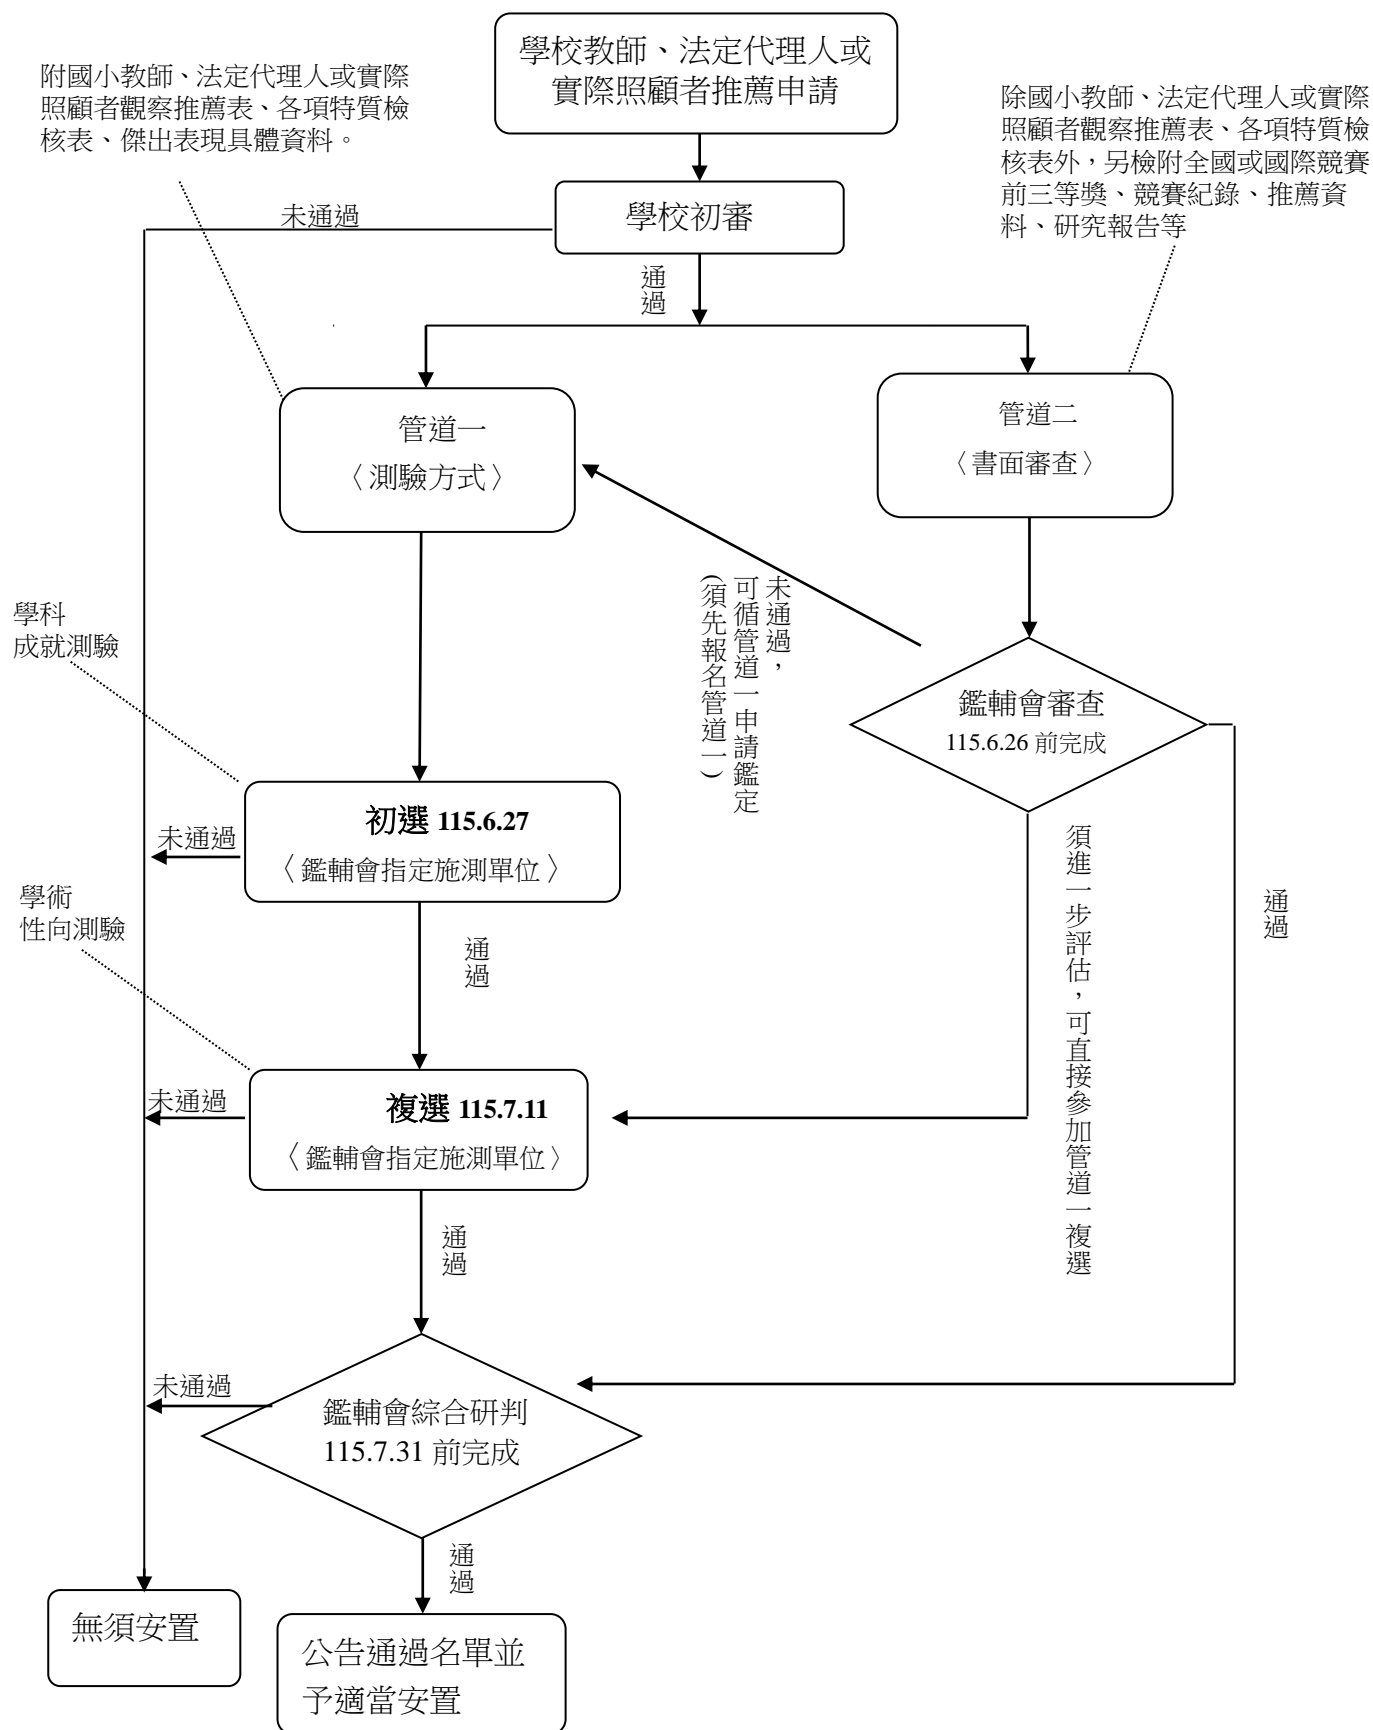 學校教師、法定代理人或
實際照顧者推薦申請
附國小教師、法定代理人或實際
照顧者觀察推薦表、各項特質檢
核表、傑出表現具體資料。
除國小教師、法定代理人或實際
照顧者觀察推薦表、各項特質檢
核表外，另檢附全國或國際競賽
前三等獎、競賽紀錄、推薦資
料、研究報告等
學校初審
未通過
通過
管道一
〈測驗方式〉
管道二
〈書面審查〉
未通過，
可循管道一申請鑑定
(須先報名管道一)
學科
成就測驗
鑑輔會審查
115.6.26 前完成
初選 115.6.27
〈鑑輔會指定施測單位〉
未通過
通過
須進一步評估，可直接參加管道一複選
通過
學術
性向測驗
複選 115.7.11
〈鑑輔會指定施測單位〉
未通過
通過
鑑輔會綜合研判
115.7.31 前完成
未通過
通過
無須安置
公告通過名單並
予適當安置